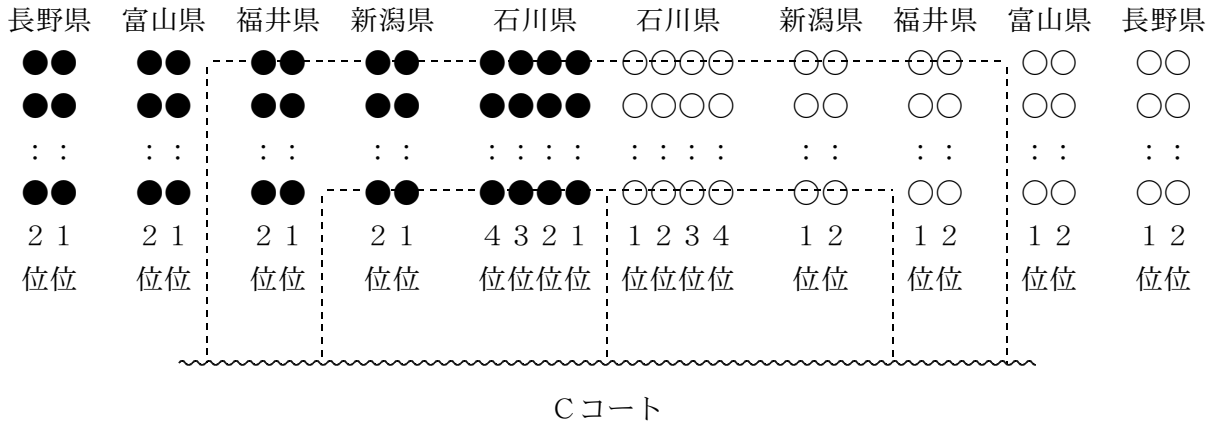 長野県 富山県 福井県 新潟県 石川県 石川県 新潟県 福井県 富山県 長野県
●● ●● ●● ●● ●●●● ○○○○ ○○ ○○ ○○ ○○
●● ●● ●● ●● ●●●● ○○○○ ○○ ○○ ○○ ○○
：： ：： ：： ：： ：：：： ：：：： ：： ：： ：： ：：
●● ●● ●● ●● ●●●● ○○○○ ○○ ○○ ○○ ○○
２１ ２１ ２１ ２１ ４３２１ １２３４ １２ １２ １２ １２
位位 位位 位位 位位 位位位位 位位位位 位位 位位 位位 位位
Ｃコート